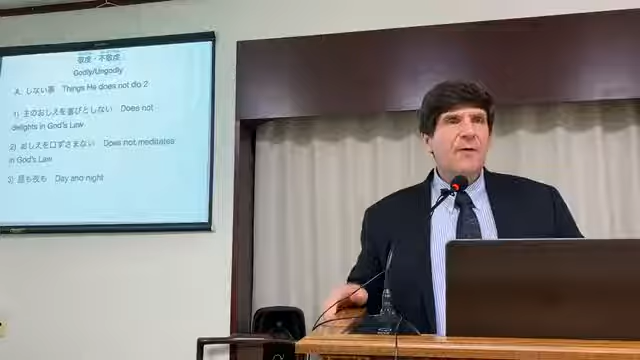 敬虔・不敬虔
Godly/Ungodly
A. しない事 Things He does not do 2
1) 主のおしえを喜びとしない Does not
delights in God's Law
2) おしえを口ずさまない Does not meditates
in God's Law
3) 昼も夜も Day and night